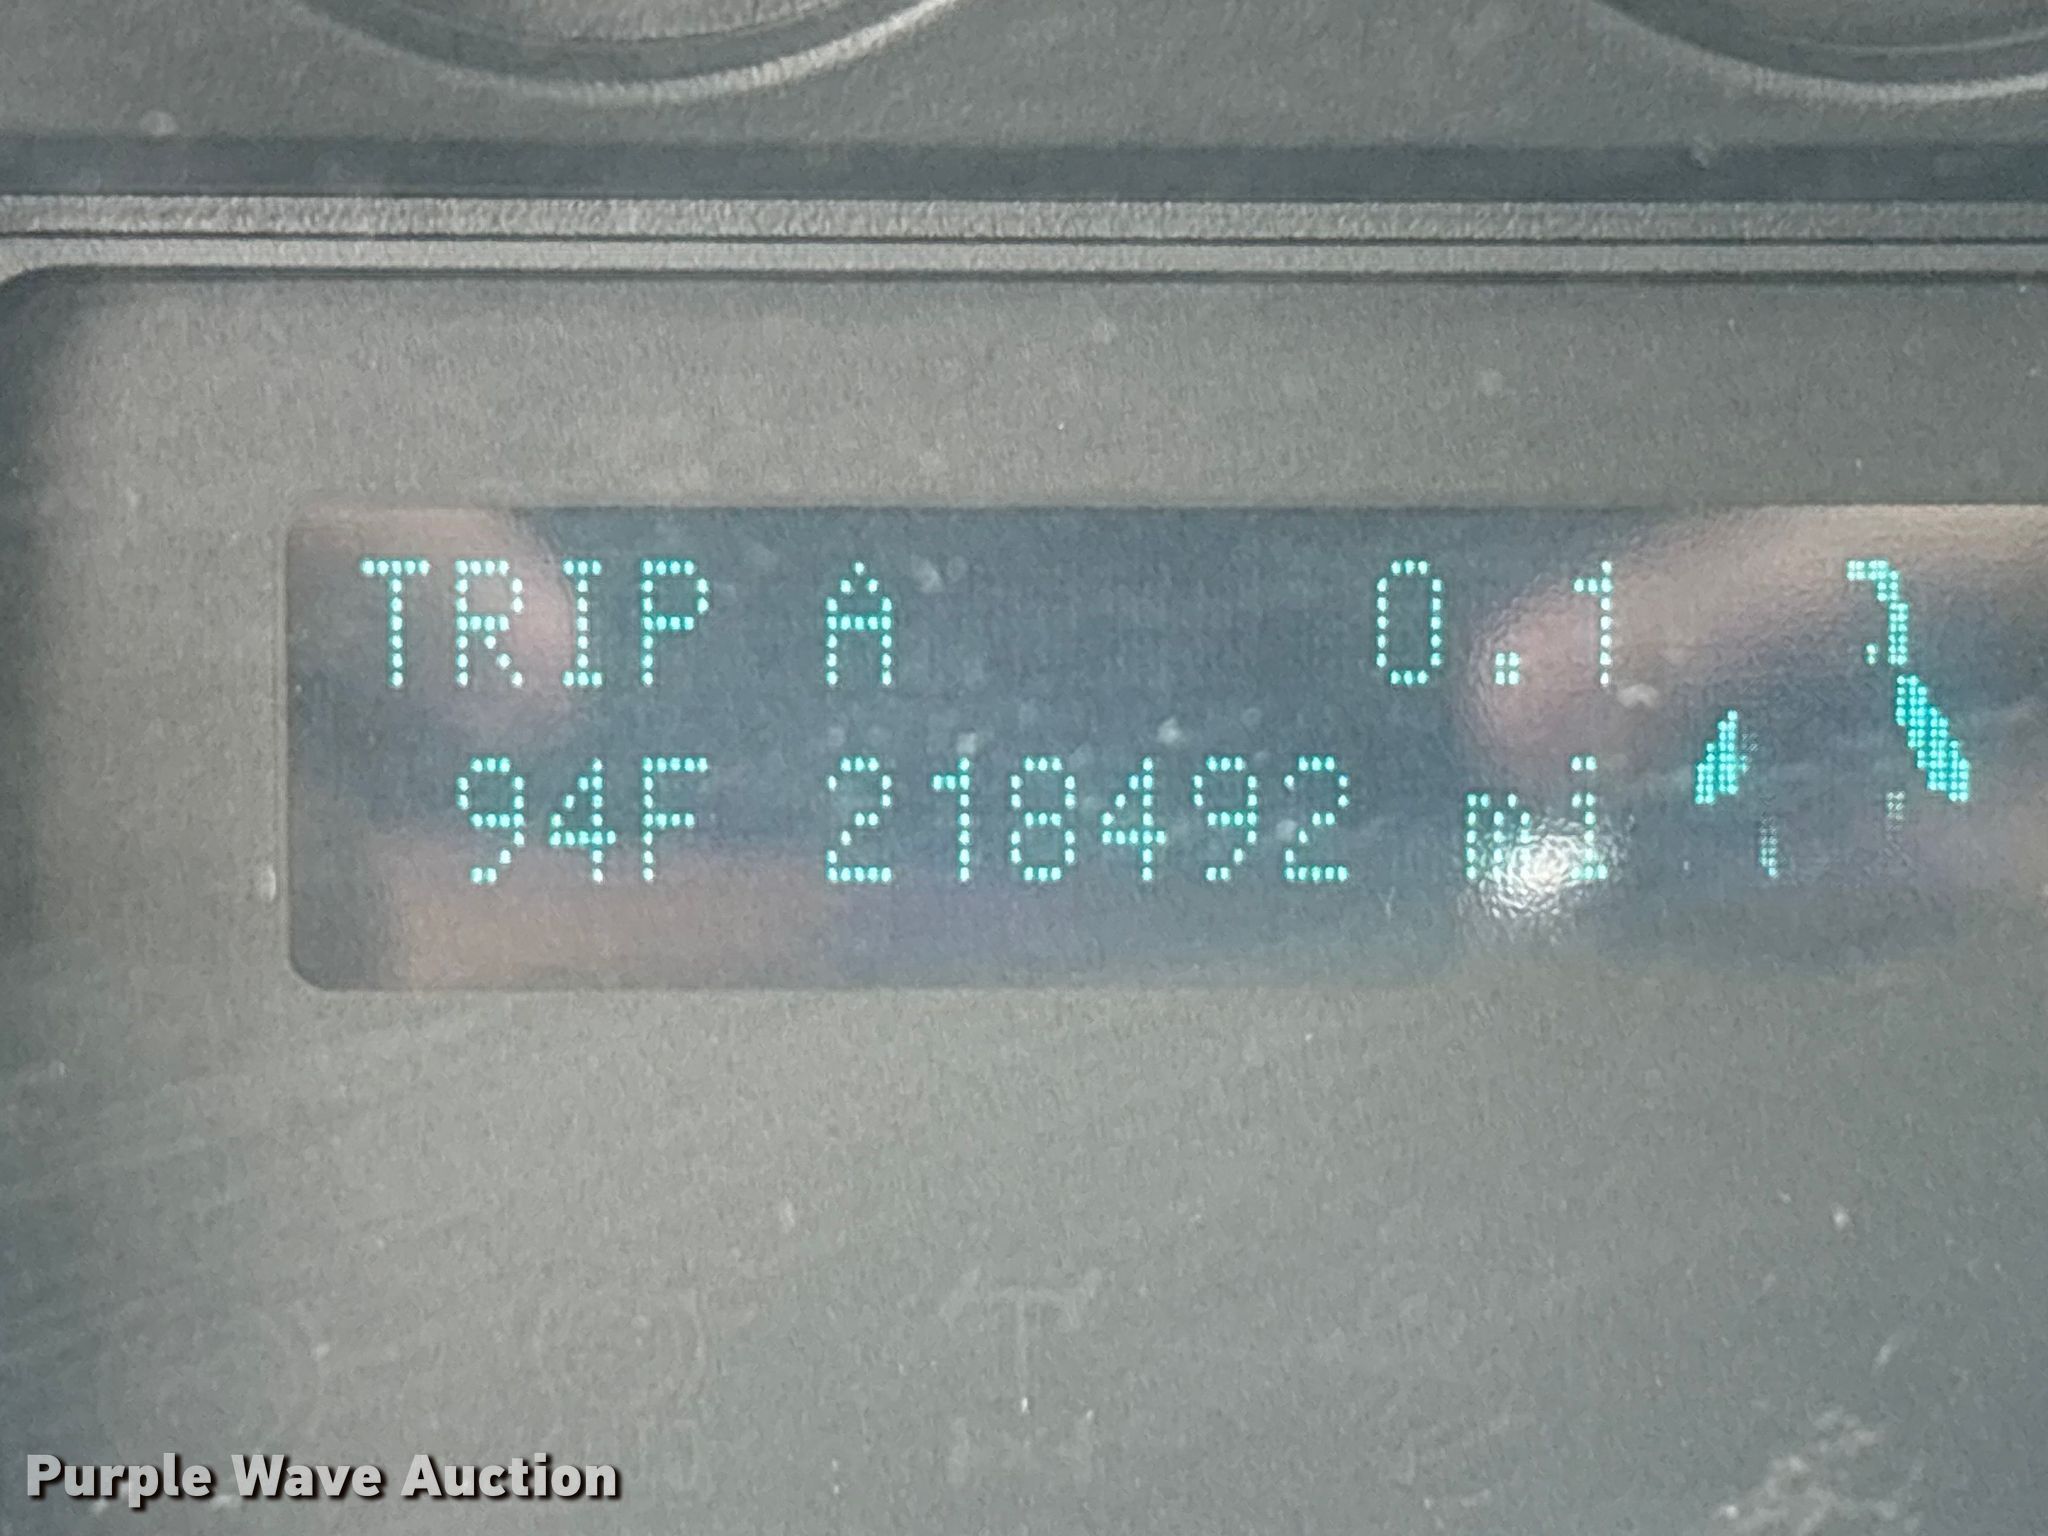 TRIP A 0.1
94F 218492 mi
Purple Wave Auction